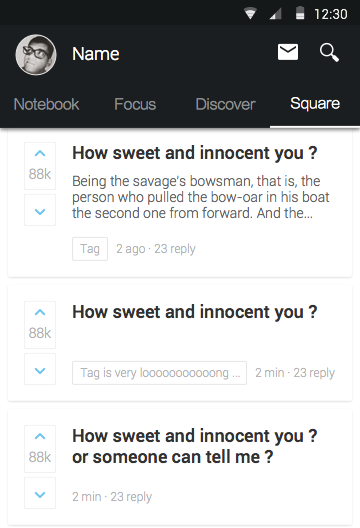 12:30
Name
Notebook Focus Discover Square
How sweet and innocent you ?
88k
Being the savage's bowsman, that is, the
person who pulled the bow-oar in his boat
the second one from forward. And the...
Tag 2 ago · 23 reply
How sweet and innocent you ?
88k
Tag is very looooooooooong ... 2 min · 23 reply
How sweet and innocent you ?
or someone can tell me ?
88k
2 min · 23 reply